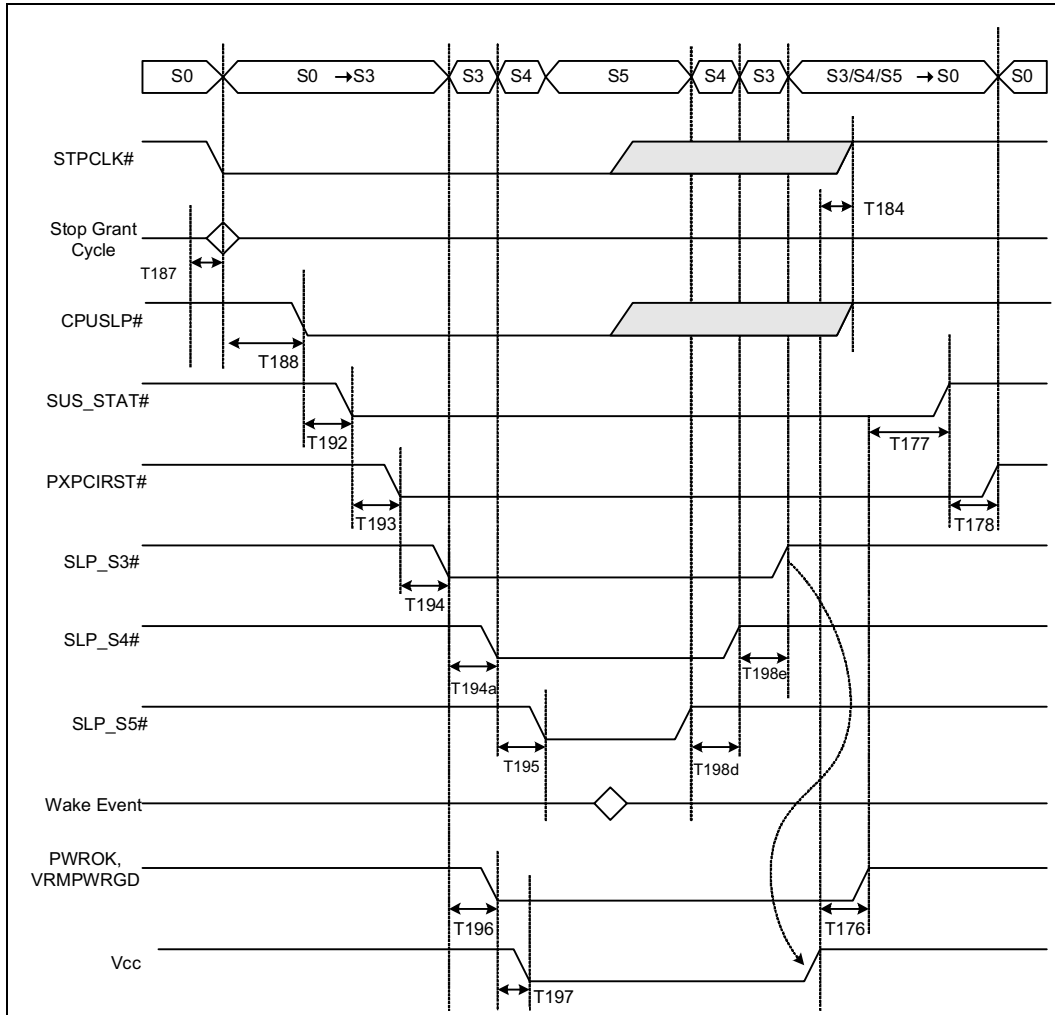 S0
S0 →S3
S3
S4
S5
S4
S3
S3/S4/S5 →S0
S0
STPCLK#
T184
Stop Grant
Cycle
T187
CPUSLP#
T188
SUS_STAT#
T192
T177
PXPCIRST#
T193
T178
SLP_S3#
T194
SLP_S4#
T194a
T198e
SLP_S5#
T195
T198d
Wake Event
PWROK,
VRMPWRGD
T196
T176
Vcc
T197